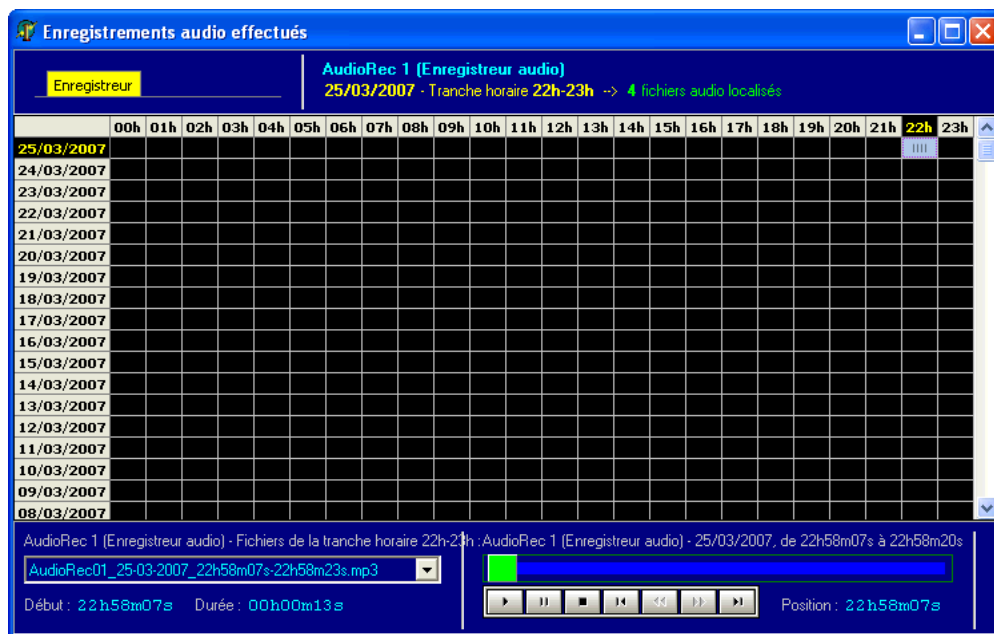 Enregistrements audio effectués
Enregistreur
AudioRec 1 (Enregistreur audio)
25/03/2007 - Tranche horaire 22h-23h --> 4 fichiers audio localisés
00h 01h 02h 03h 04h 05h 06h 07h 08h 09h 10h 11h 12h 13h 14h 15h 16h 17h 18h 19h 20h 21h 22h 23h
25/03/2007
24/03/2007
23/03/2007
22/03/2007
21/03/2007
20/03/2007
19/03/2007
18/03/2007
17/03/2007
16/03/2007
15/03/2007
14/03/2007
13/03/2007
12/03/2007
11/03/2007
10/03/2007
09/03/2007
08/03/2007
AudioRec 1 (Enregistreur audio) - Fichiers de la tranche horaire 22h-23h :
AudioRec01_25-03-2007_22h58m07s-22h58m23s.mp3
Début : 22h58m07s Durée : 00h00m13s
AudioRec 1 (Enregistreur audio) - 25/03/2007, de 22h58m07s à 22h58m20s
Position : 22h58m07s